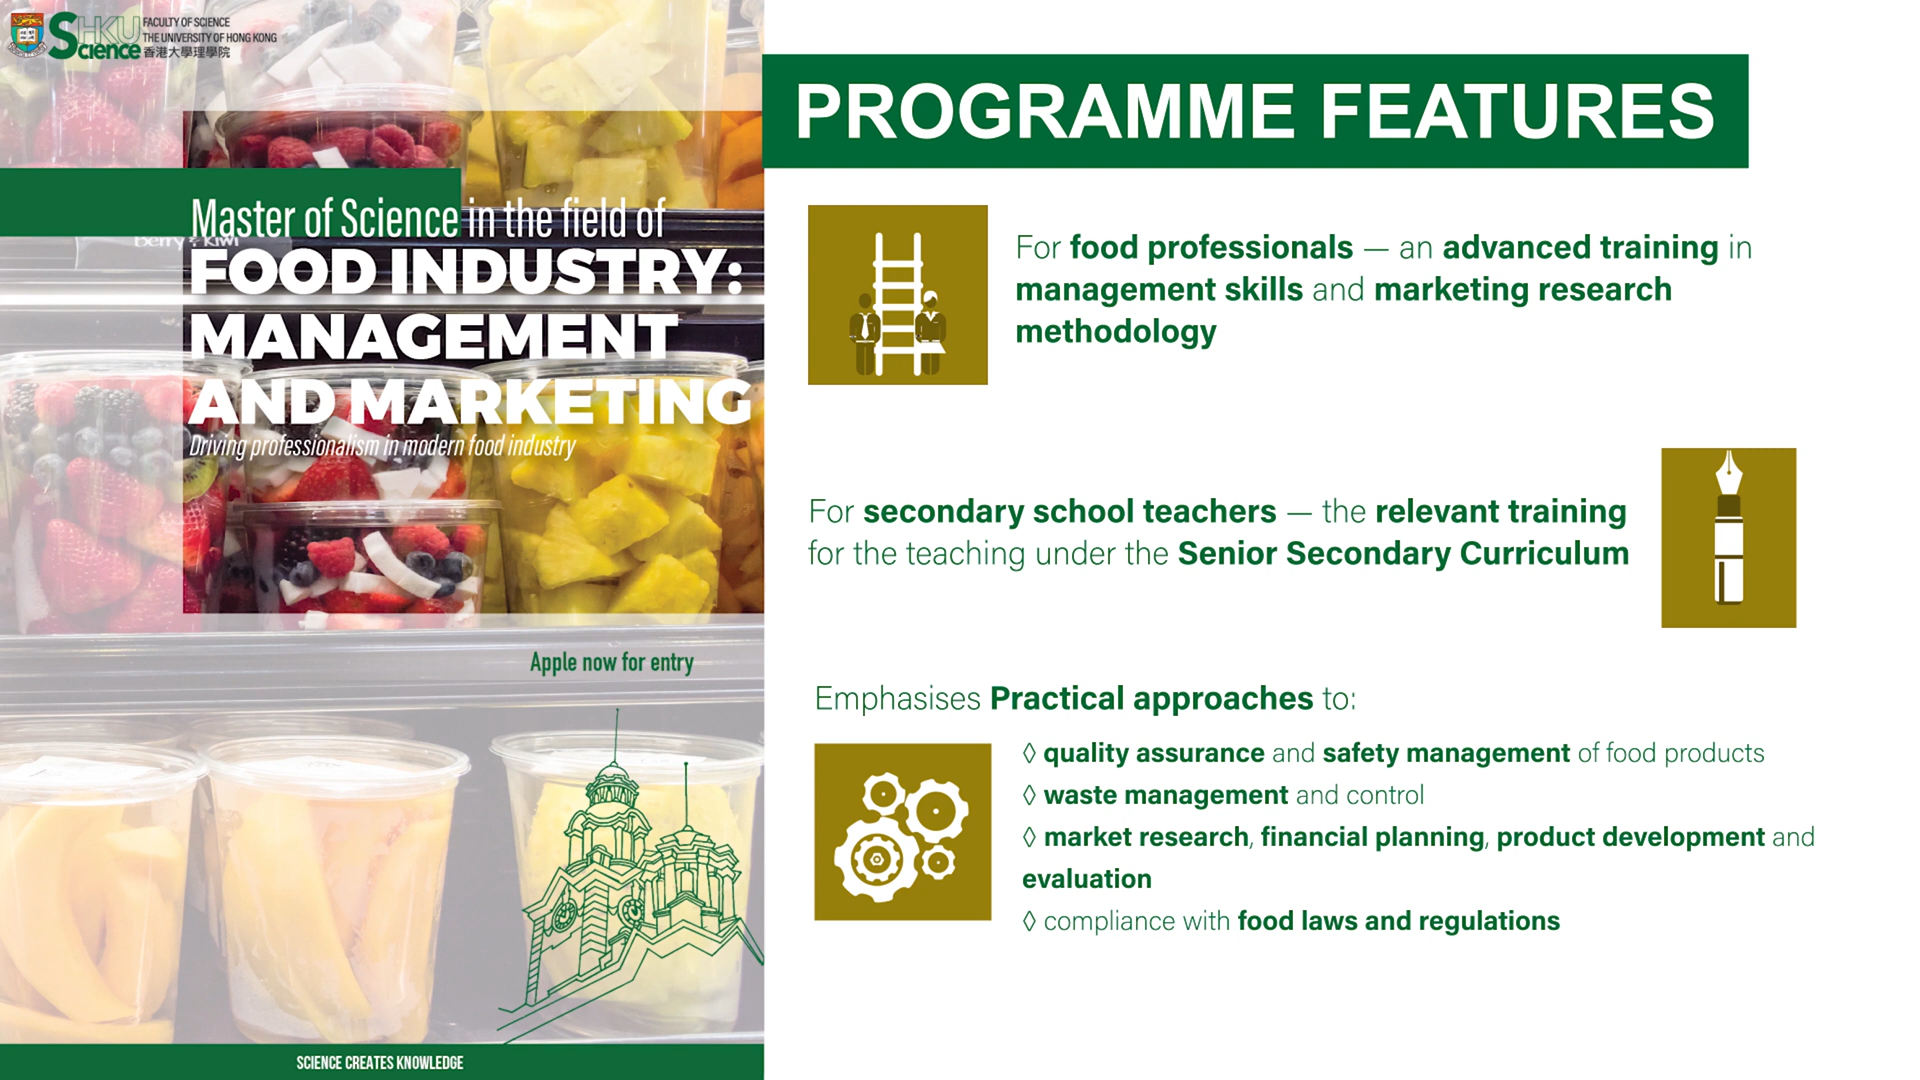 HKU
Science
FACULTY OF SCIENCE
THE UNIVERSITY OF HONG KONG
香港大學理學院
Master of Science in the field of
berry + kiwi
FOOD INDUSTRY:
MANAGEMENT
AND MARKETING
Driving professionalism in modern food industry
Apple now for entry
SCIENCE CREATES KNOWLEDGE
PROGRAMME FEATURES
For food professionals — an advanced training in
management skills and marketing research
methodology
For secondary school teachers — the relevant training
for the teaching under the Senior Secondary Curriculum
Emphasises Practical approaches to:
◊ quality assurance and safety management of food products
◊ waste management and control
◊ market research, financial planning, product development and
evaluation
◊ compliance with food laws and regulations